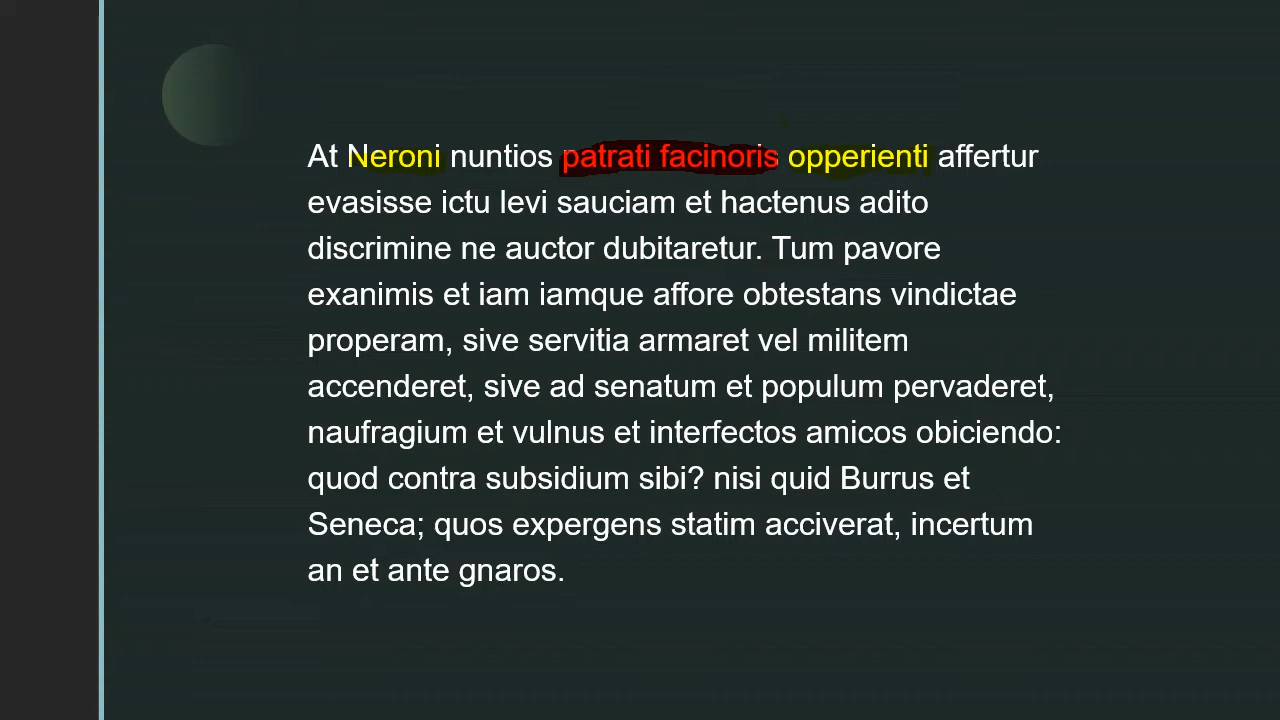 At Neroni nuntios patrati facinoris opperienti affertur
evasisse ictu levi sauciam et hactenus adito
discrimine ne auctor dubitaretur. Tum pavore
exanimis et iam iamque affore obtestans vindictae
properam, sive servitia armaret vel militem
accenderet, sive ad senatum et populum pervaderet,
naufragium et vulnus et interfectos amicos obiciendo:
quod contra subsidium sibi? nisi quid Burrus et
Seneca; quos expergens statim acciverat, incertum
an et ante gnaros.